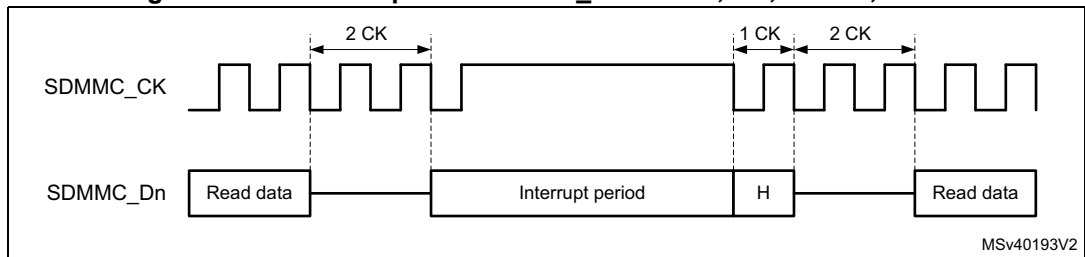 2 CK
1 CK
2 CK
SDMMC_CK
SDMMC_Dn
Read data
Interrupt period
H
Read data
MSv40193V2